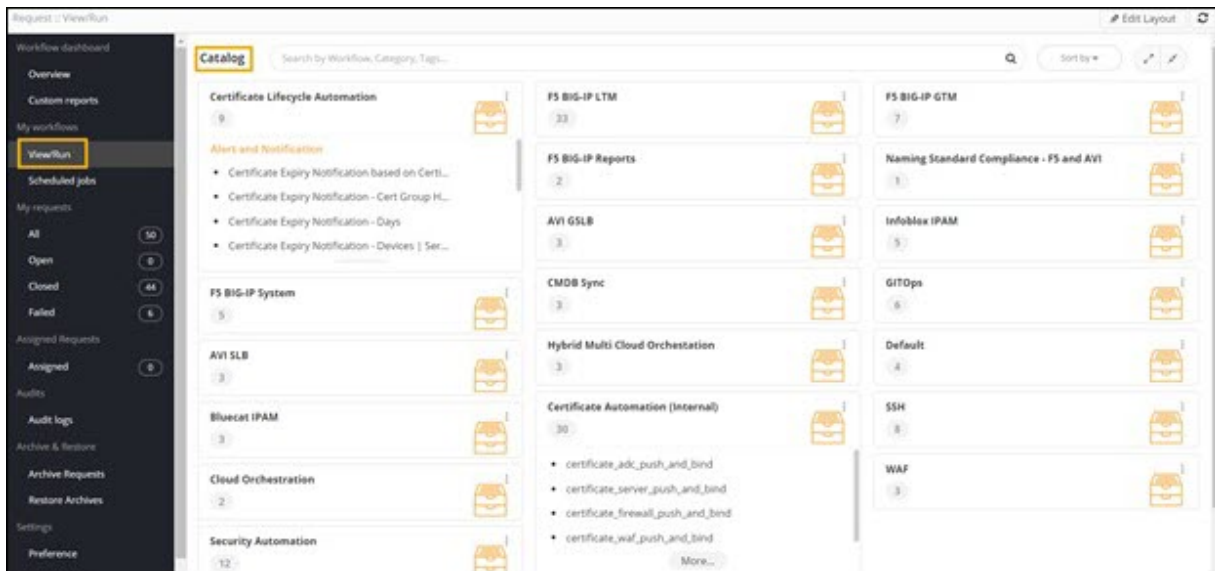 Request :: View/Run
Edit Layout
Workflow dashboard
Overview
Custom reports
My workflows
View/Run
Scheduled jobs
My requests
All 50
Open 0
Closed 44
Failed 6
Assigned Requests
Assigned 0
Audits
Audit logs
Archive & Restore
Archive Requests
Restore Archives
Settings
Preference
Catalog
Search by Workflow, Category, Tags...
Sort by
Certificate Lifecycle Automation
9
Alert and Notification
Certificate Expiry Notification based on Certi...
Certificate Expiry Notification - Cert Group H...
Certificate Expiry Notification - Days
Certificate Expiry Notification - Devices | Ser...
F5 BIG-IP System
5
AVI SLB
3
Bluecat IPAM
3
Cloud Orchestration
2
Security Automation
12
F5 BIG-IP LTM
33
F5 BIG-IP Reports
2
AVI GSLB
3
CMDB Sync
3
Hybrid Multi Cloud Orchestation
3
Certificate Automation (Internal)
30
certificate_adc_push_and_bind
certificate_server_push_and_bind
certificate_firewall_push_and_bind
certificate_waf_push_and_bind
More...
F5 BIG-IP GTM
7
Naming Standard Compliance - F5 and AVI
1
Infoblox IPAM
5
GITOps
6
Default
4
SSH
8
WAF
3